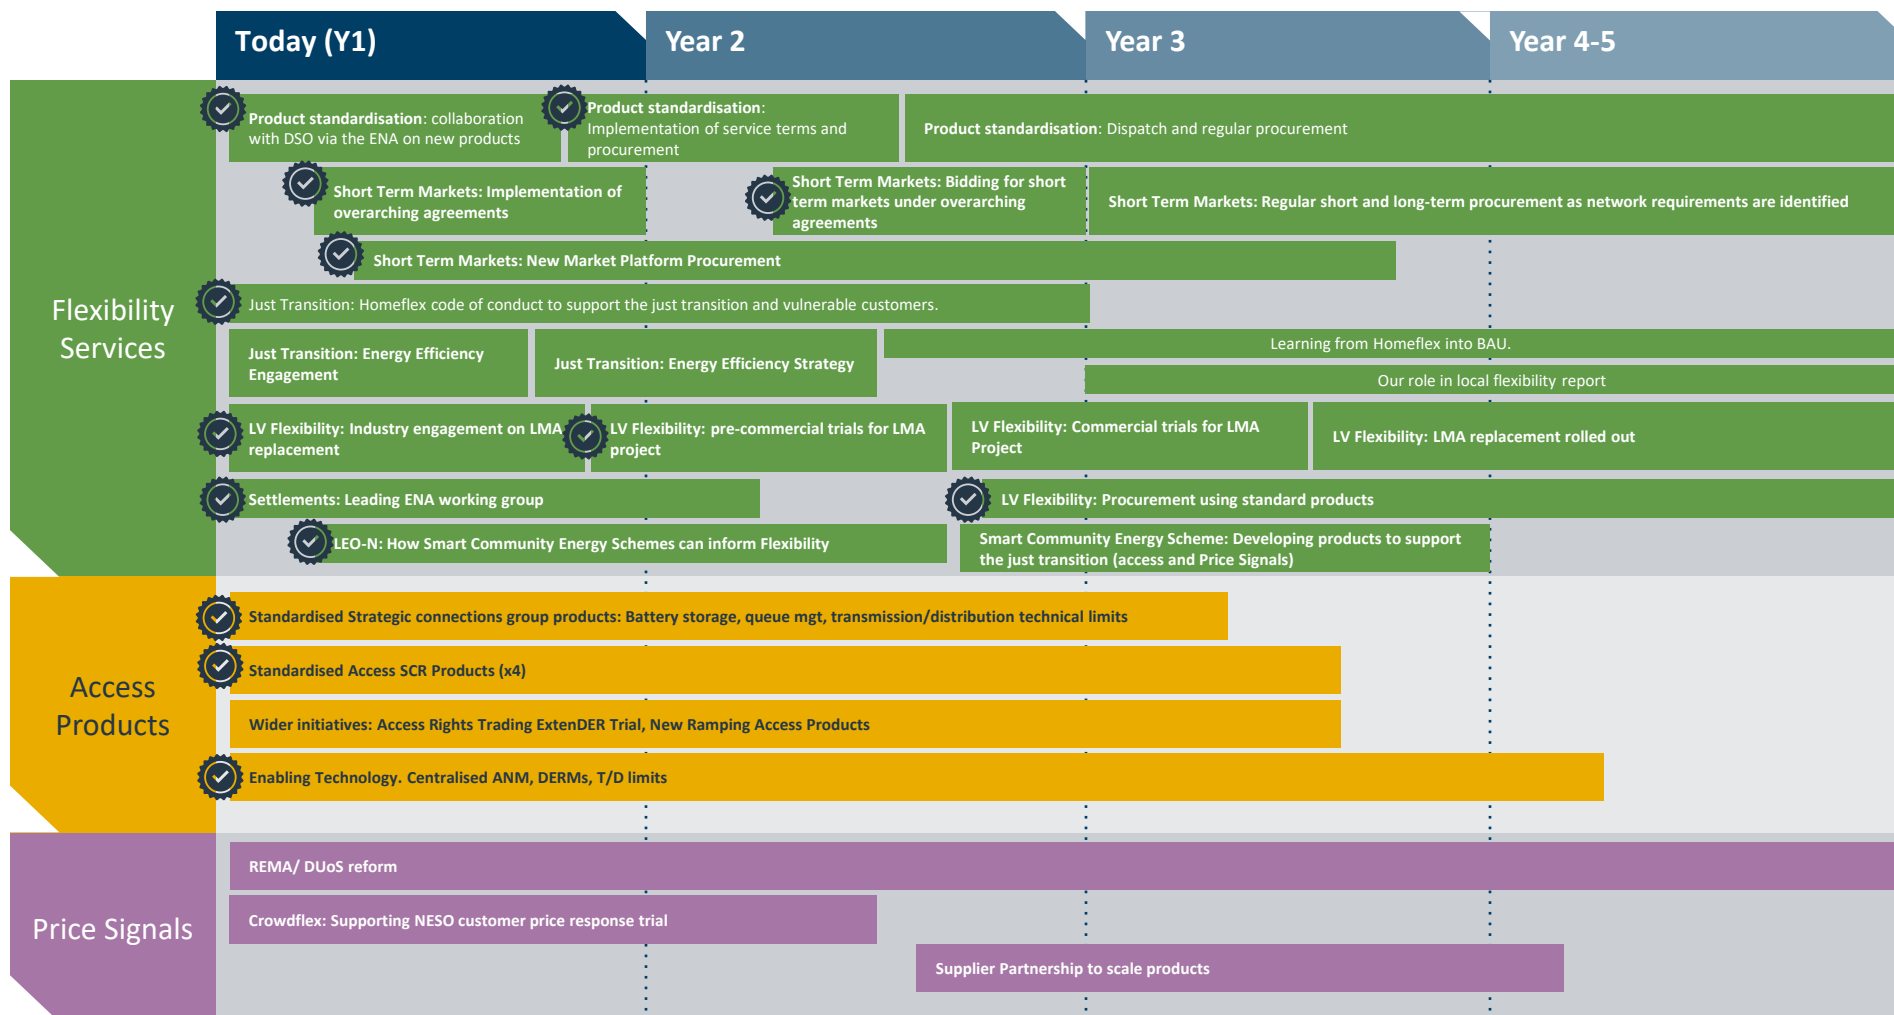 Today (Y1)
Year 2
Year 3
Year 4-5
Flexibility
Services
Product standardisation: collaboration
with DSO via the ENA on new products
Product standardisation:
Implementation of service terms and
procurement
Product standardisation: Dispatch and regular procurement
Short Term Markets: Implementation of
overarching agreements
Short Term Markets: Bidding for short
term markets under overarching
agreements
Short Term Markets: Regular short and long-term procurement as network requirements are identified
Short Term Markets: New Market Platform Procurement
Just Transition: Homeflex code of conduct to support the just transition and vulnerable customers.
Just Transition: Energy Efficiency
Engagement
Just Transition: Energy Efficiency Strategy
Learning from Homeflex into BAU.
Our role in local flexibility report
LV Flexibility: Industry engagement on LMA
replacement
LV Flexibility: pre-commercial trials for LMA
project
LV Flexibility: Commercial trials for LMA
Project
LV Flexibility: LMA replacement rolled out
Settlements: Leading ENA working group
LV Flexibility: Procurement using standard products
LEO-N: How Smart Community Energy Schemes can inform Flexibility
Smart Community Energy Scheme: Developing products to support
the just transition (access and Price Signals)
Access
Products
Standardised Strategic connections group products: Battery storage, queue mgt, transmission/distribution technical limits
Standardised Access SCR Products (x4)
Wider initiatives: Access Rights Trading ExtenDER Trial, New Ramping Access Products
Enabling Technology. Centralised ANM, DERMs, T/D limits
Price Signals
REMA/ DUoS reform
Crowdflex: Supporting NESO customer price response trial
Supplier Partnership to scale products